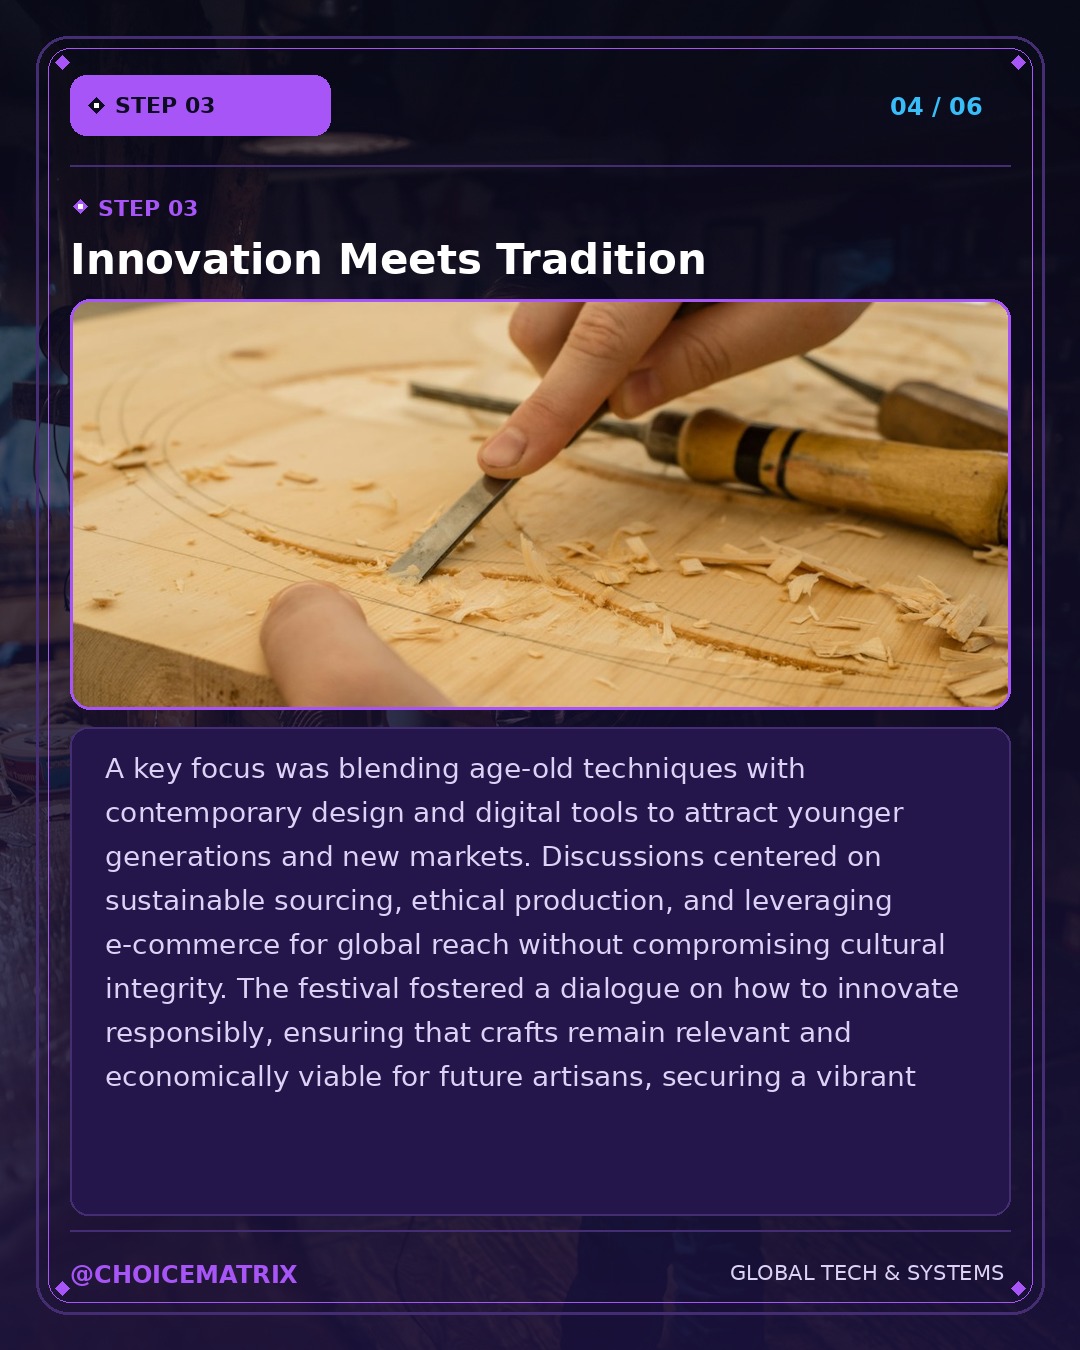 STEP 03
04 / 06
STEP 03
Innovation Meets Tradition
A key focus was blending age-old techniques with
contemporary design and digital tools to attract younger
generations and new markets. Discussions centered on
sustainable sourcing, ethical production, and leveraging
e-commerce for global reach without compromising cultural
integrity. The festival fostered a dialogue on how to innovate
responsibly, ensuring that crafts remain relevant and
economically viable for future artisans, securing a vibrant
@CHOICEMATRIX
GLOBAL TECH & SYSTEMS